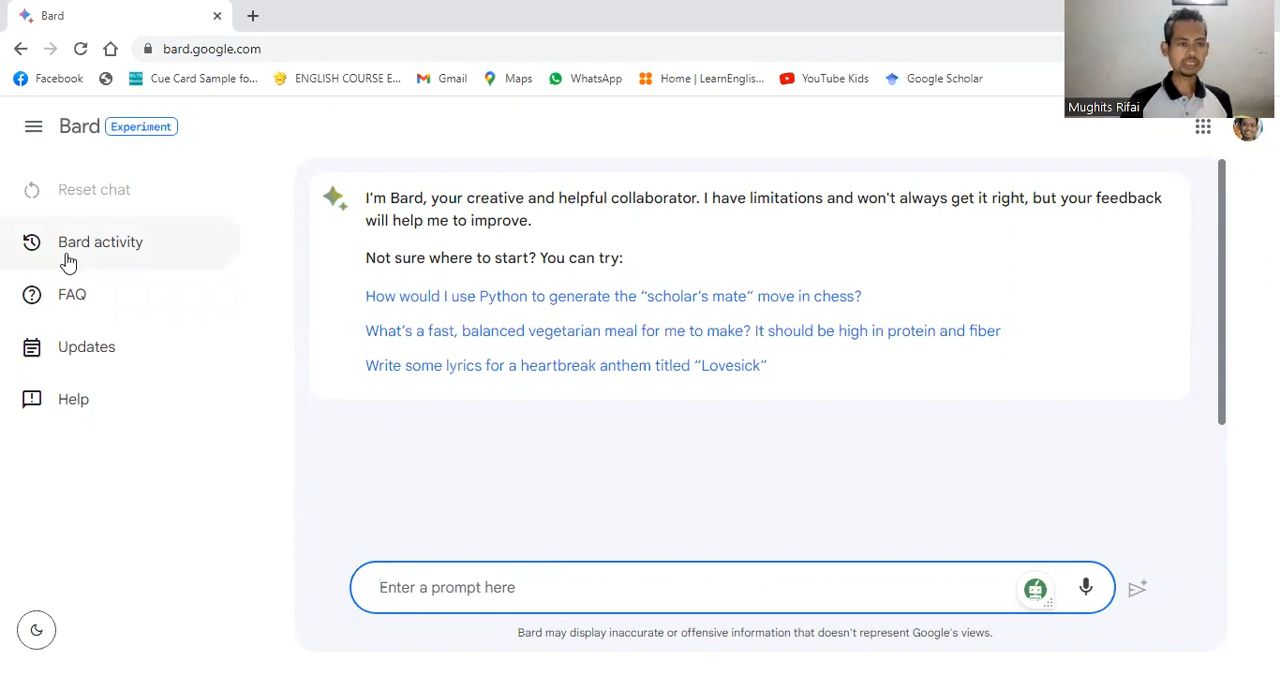 Bard
bard.google.com
Facebook
Cue Card Sample fo...
ENGLISH COURSE E...
Gmail
Maps
WhatsApp
Home | LearnEnglis...
YouTube Kids
Google Scholar
Mughits Rifai
Bard Experiment
Reset chat
Bard activity
FAQ
Updates
Help
I'm Bard, your creative and helpful collaborator. I have limitations and won't always get it right, but your feedback
will help me to improve.
Not sure where to start? You can try:
How would I use Python to generate the “scholar’s mate” move in chess?
What’s a fast, balanced vegetarian meal for me to make? It should be high in protein and fiber
Write some lyrics for a heartbreak anthem titled “Lovesick”
Enter a prompt here
Bard may display inaccurate or offensive information that doesn't represent Google's views.